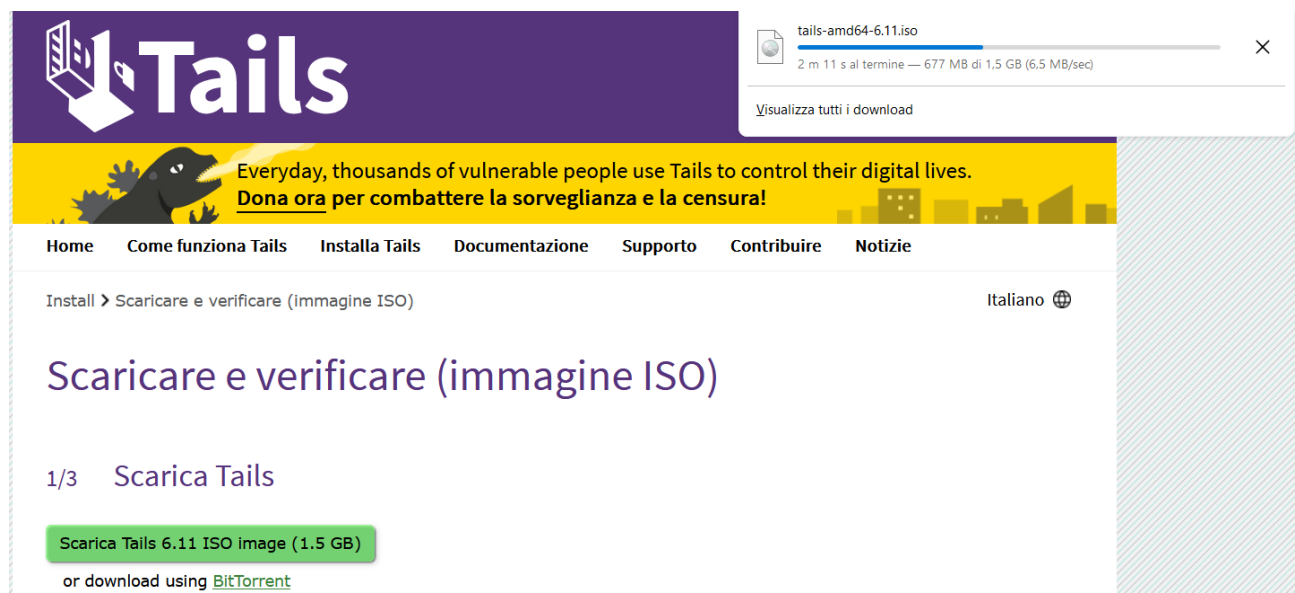 Tails
tails-amd64-6.11.iso
2 m 11 s al termine — 677 MB di 1,5 GB (6,5 MB/sec)
Visualizza tutti i download
Everyday, thousands of vulnerable people use Tails to control their digital lives.
Dona ora per combattere la sorveglianza e la censura!
Home Come funziona Tails Installa Tails Documentazione Supporto Contribuire Notizie
Install > Scaricare e verificare (immagine ISO) Italiano
Scaricare e verificare (immagine ISO)
1/3 Scarica Tails
Scarica Tails 6.11 ISO image (1.5 GB)
or download using BitTorrent